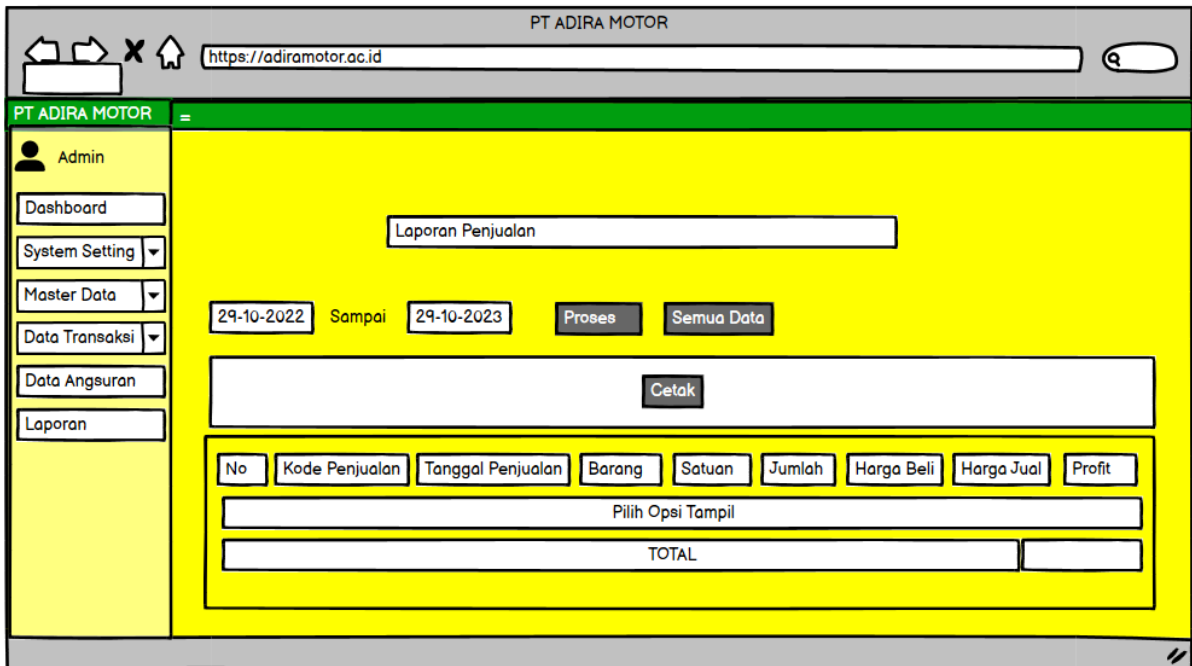 PT ADIRA MOTOR
https://adiramotor.ac.id
PT ADIRA MOTOR =
Admin
Dashboard
System Setting
Master Data
Data Transaksi
Data Angsuran
Laporan
Laporan Penjualan
29-10-2022 Sampai 29-10-2023 Proses Semua Data
Cetak
No Kode Penjualan Tanggal Penjualan Barang Satuan Jumlah Harga Beli Harga Jual Profit
Pilih Opsi Tampil
TOTAL